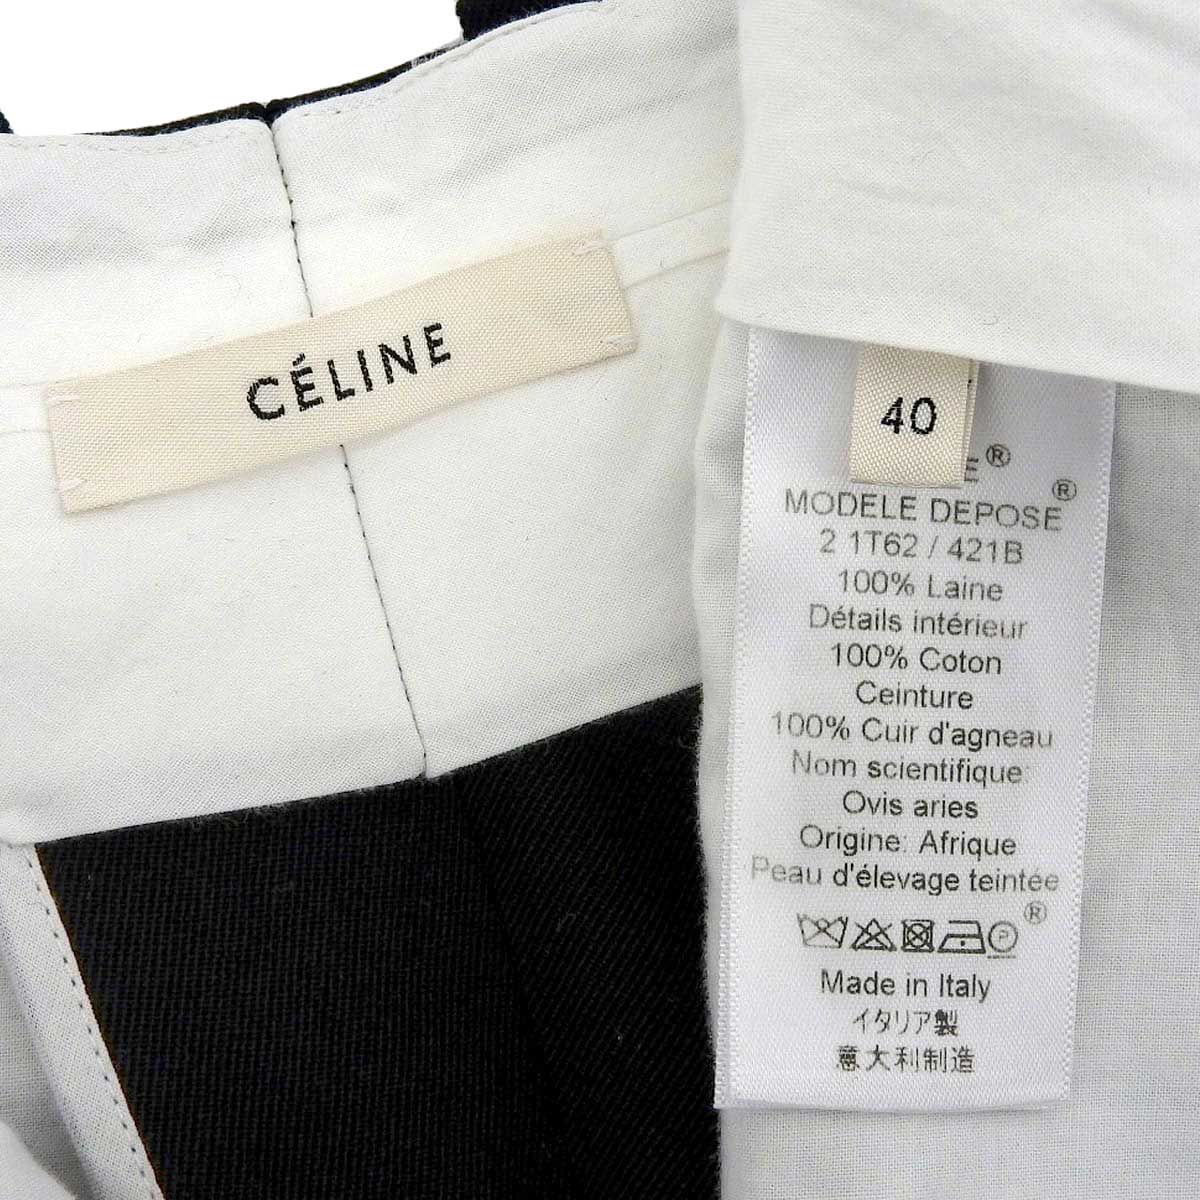 CÉLINE
40
E®
MODELE DEPOSE®
2 1T62 / 421B
100% Laine
Détails intérieur
100% Coton
Ceinture
100% Cuir d'agneau
Nom scientifique:
Ovis aries
Origine: Afrique
Peau d'élevage teintée
P ®
Made in Italy
イタリア製
意大利制造